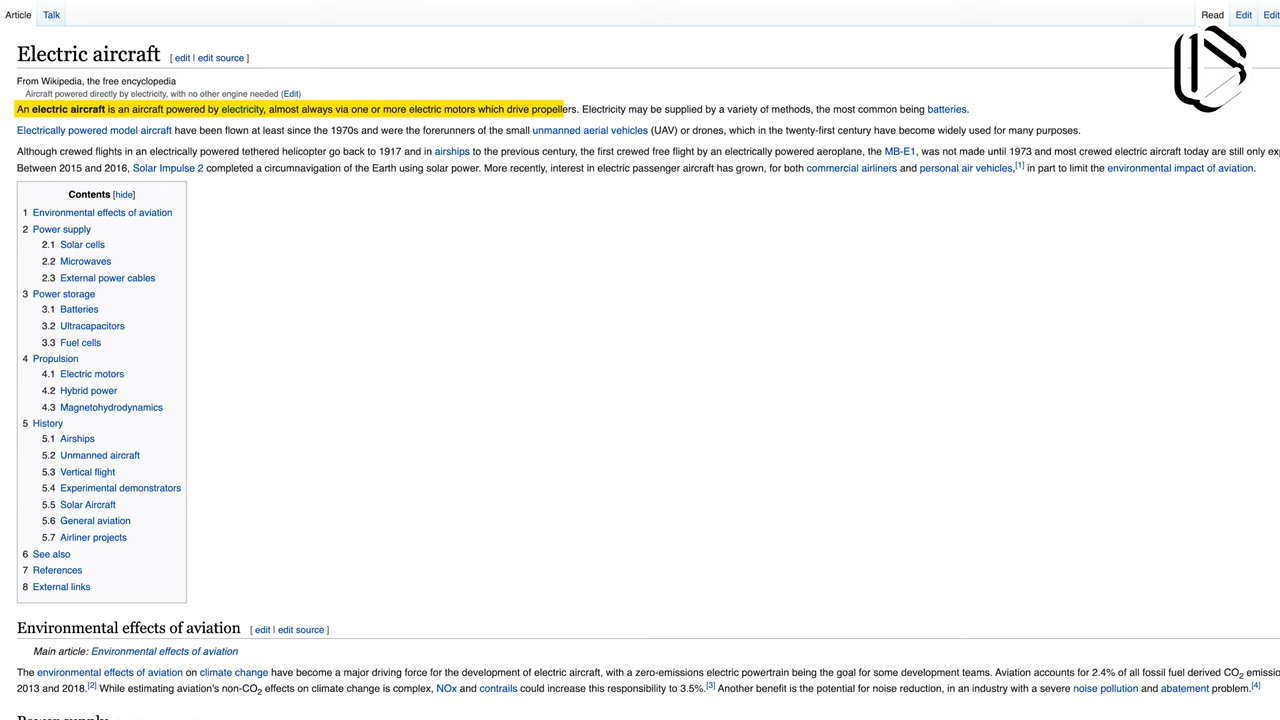 Article Talk Read Edit Edit
Electric aircraft [ edit | edit source ]
From Wikipedia, the free encyclopedia
Aircraft powered directly by electricity, with no other engine needed (Edit)
An electric aircraft is an aircraft powered by electricity, almost always via one or more electric motors which drive propellers. Electricity may be supplied by a variety of methods, the most common being batteries.
Electrically powered model aircraft have been flown at least since the 1970s and were the forerunners of the small unmanned aerial vehicles (UAV) or drones, which in the twenty-first century have become widely used for many purposes.
Although crewed flights in an electrically powered tethered helicopter go back to 1917 and in airships to the previous century, the first crewed free flight by an electrically powered aeroplane, the MB-E1, was not made until 1973 and most crewed electric aircraft today are still only
Between 2015 and 2016, Solar Impulse 2 completed a circumnavigation of the Earth using solar power. More recently, interest in electric passenger aircraft has grown, for both commercial airliners and personal air vehicles,[1] in part to limit the environmental impact of aviation.
Contents [hide]
1 Environmental effects of aviation
2 Power supply
2.1 Solar cells
2.2 Microwaves
2.3 External power cables
3 Power storage
3.1 Batteries
3.2 Ultracapacitors
3.3 Fuel cells
4 Propulsion
4.1 Electric motors
4.2 Hybrid power
4.3 Magnetohydrodynamics
5 History
5.1 Airships
5.2 Unmanned aircraft
5.3 Vertical flight
5.4 Experimental demonstrators
5.5 Solar Aircraft
5.6 General aviation
5.7 Airliner projects
6 See also
7 References
8 External links
Environmental effects of aviation [ edit | edit source ]
Main article: Environmental effects of aviation
The environmental effects of aviation on climate change have become a major driving force for the development of electric aircraft, with a zero-emissions electric powertrain being the goal for some development teams. Aviation accounts for 2.4% of all fossil fuel derived CO2
2013 and 2018.[2] While estimating aviation's non-CO2 effects on climate change is complex, NOx and contrails could increase this responsibility to 3.5%.[3] Another benefit is the potential for noise reduction, in an industry with a severe noise pollution and abatement problem.[4]